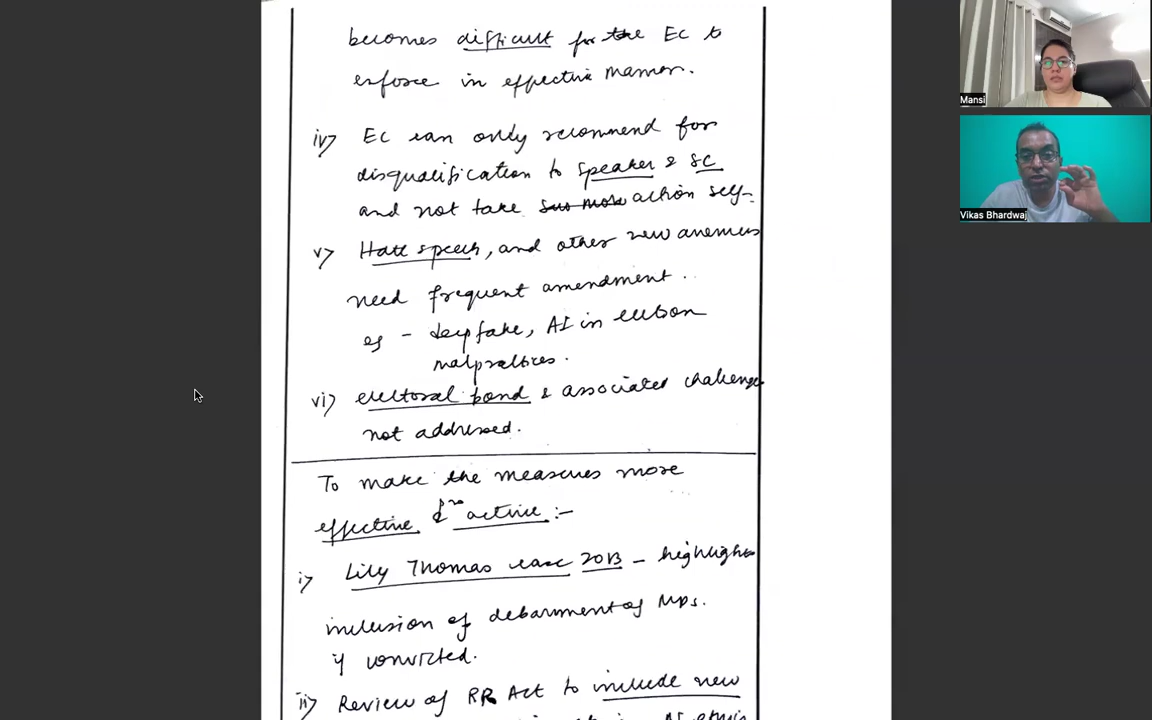 becomes difficult for the EC to
enforce in effective manner.
iv) EC can only recommend for
disqualification to speaker & SC
and not take action self.
v) Hate speech, and other new
need frequent amendment.
eg - deepfake, AI in election
malpractices.
vi) electoral bond & associated challenges
not addressed.
To make the measures more
effective & active :-
i) Lily Thomas case 2013 - highlights
inclusion of debarment of MPs.
if convicted.
ii) Review of RP Act to include new
Mansi
Vikas Bhardwaj